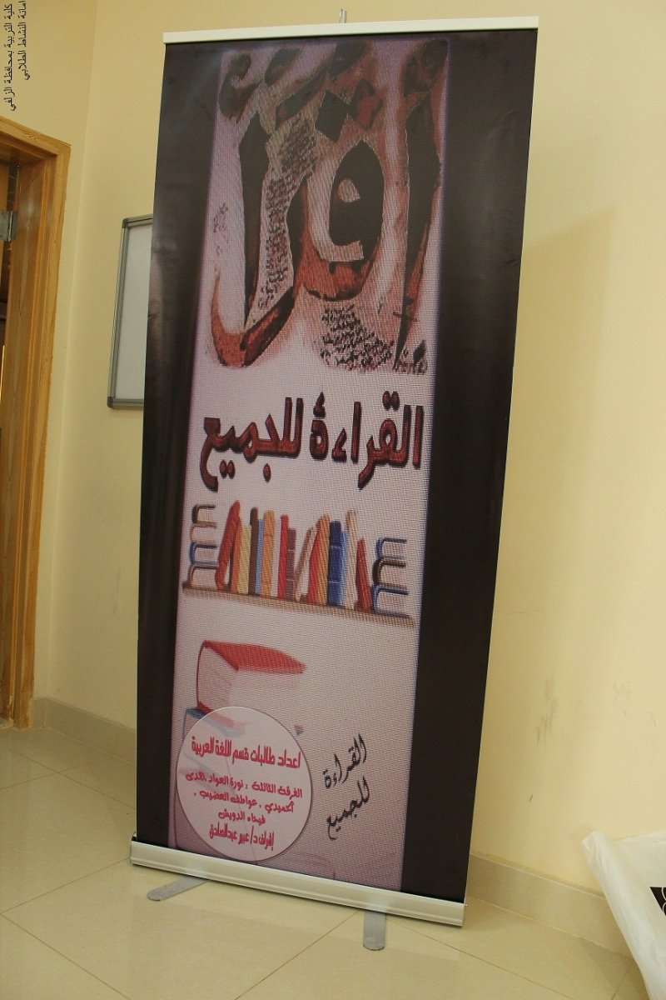 كلية التربية بمحافظة الزلفي
امانة النشاط الطلابي
اقرأ
القراءة للجميع
اعداد طالبات قسم اللغة العربية
الفرقة الثالثة : نورة العواد ,هدى
الحميدي , عواطف العضيب ,
فيحاء الدويش
إشراف د/ عبير عبدالصادق
القراءة
للجميع